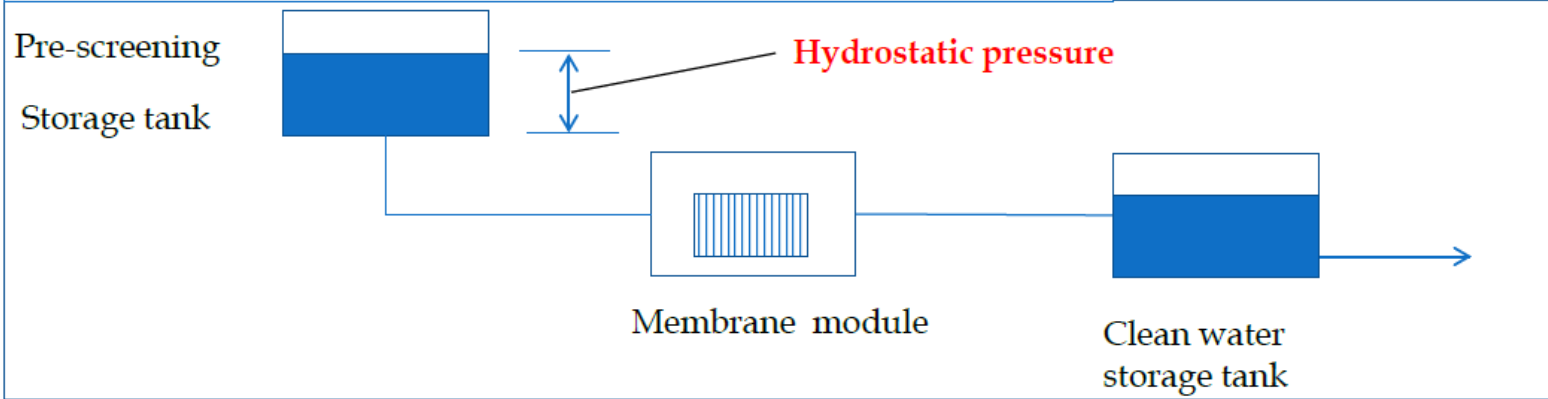 Pre-screening
Storage tank
Hydrostatic pressure
Membrane module
Clean water
storage tank